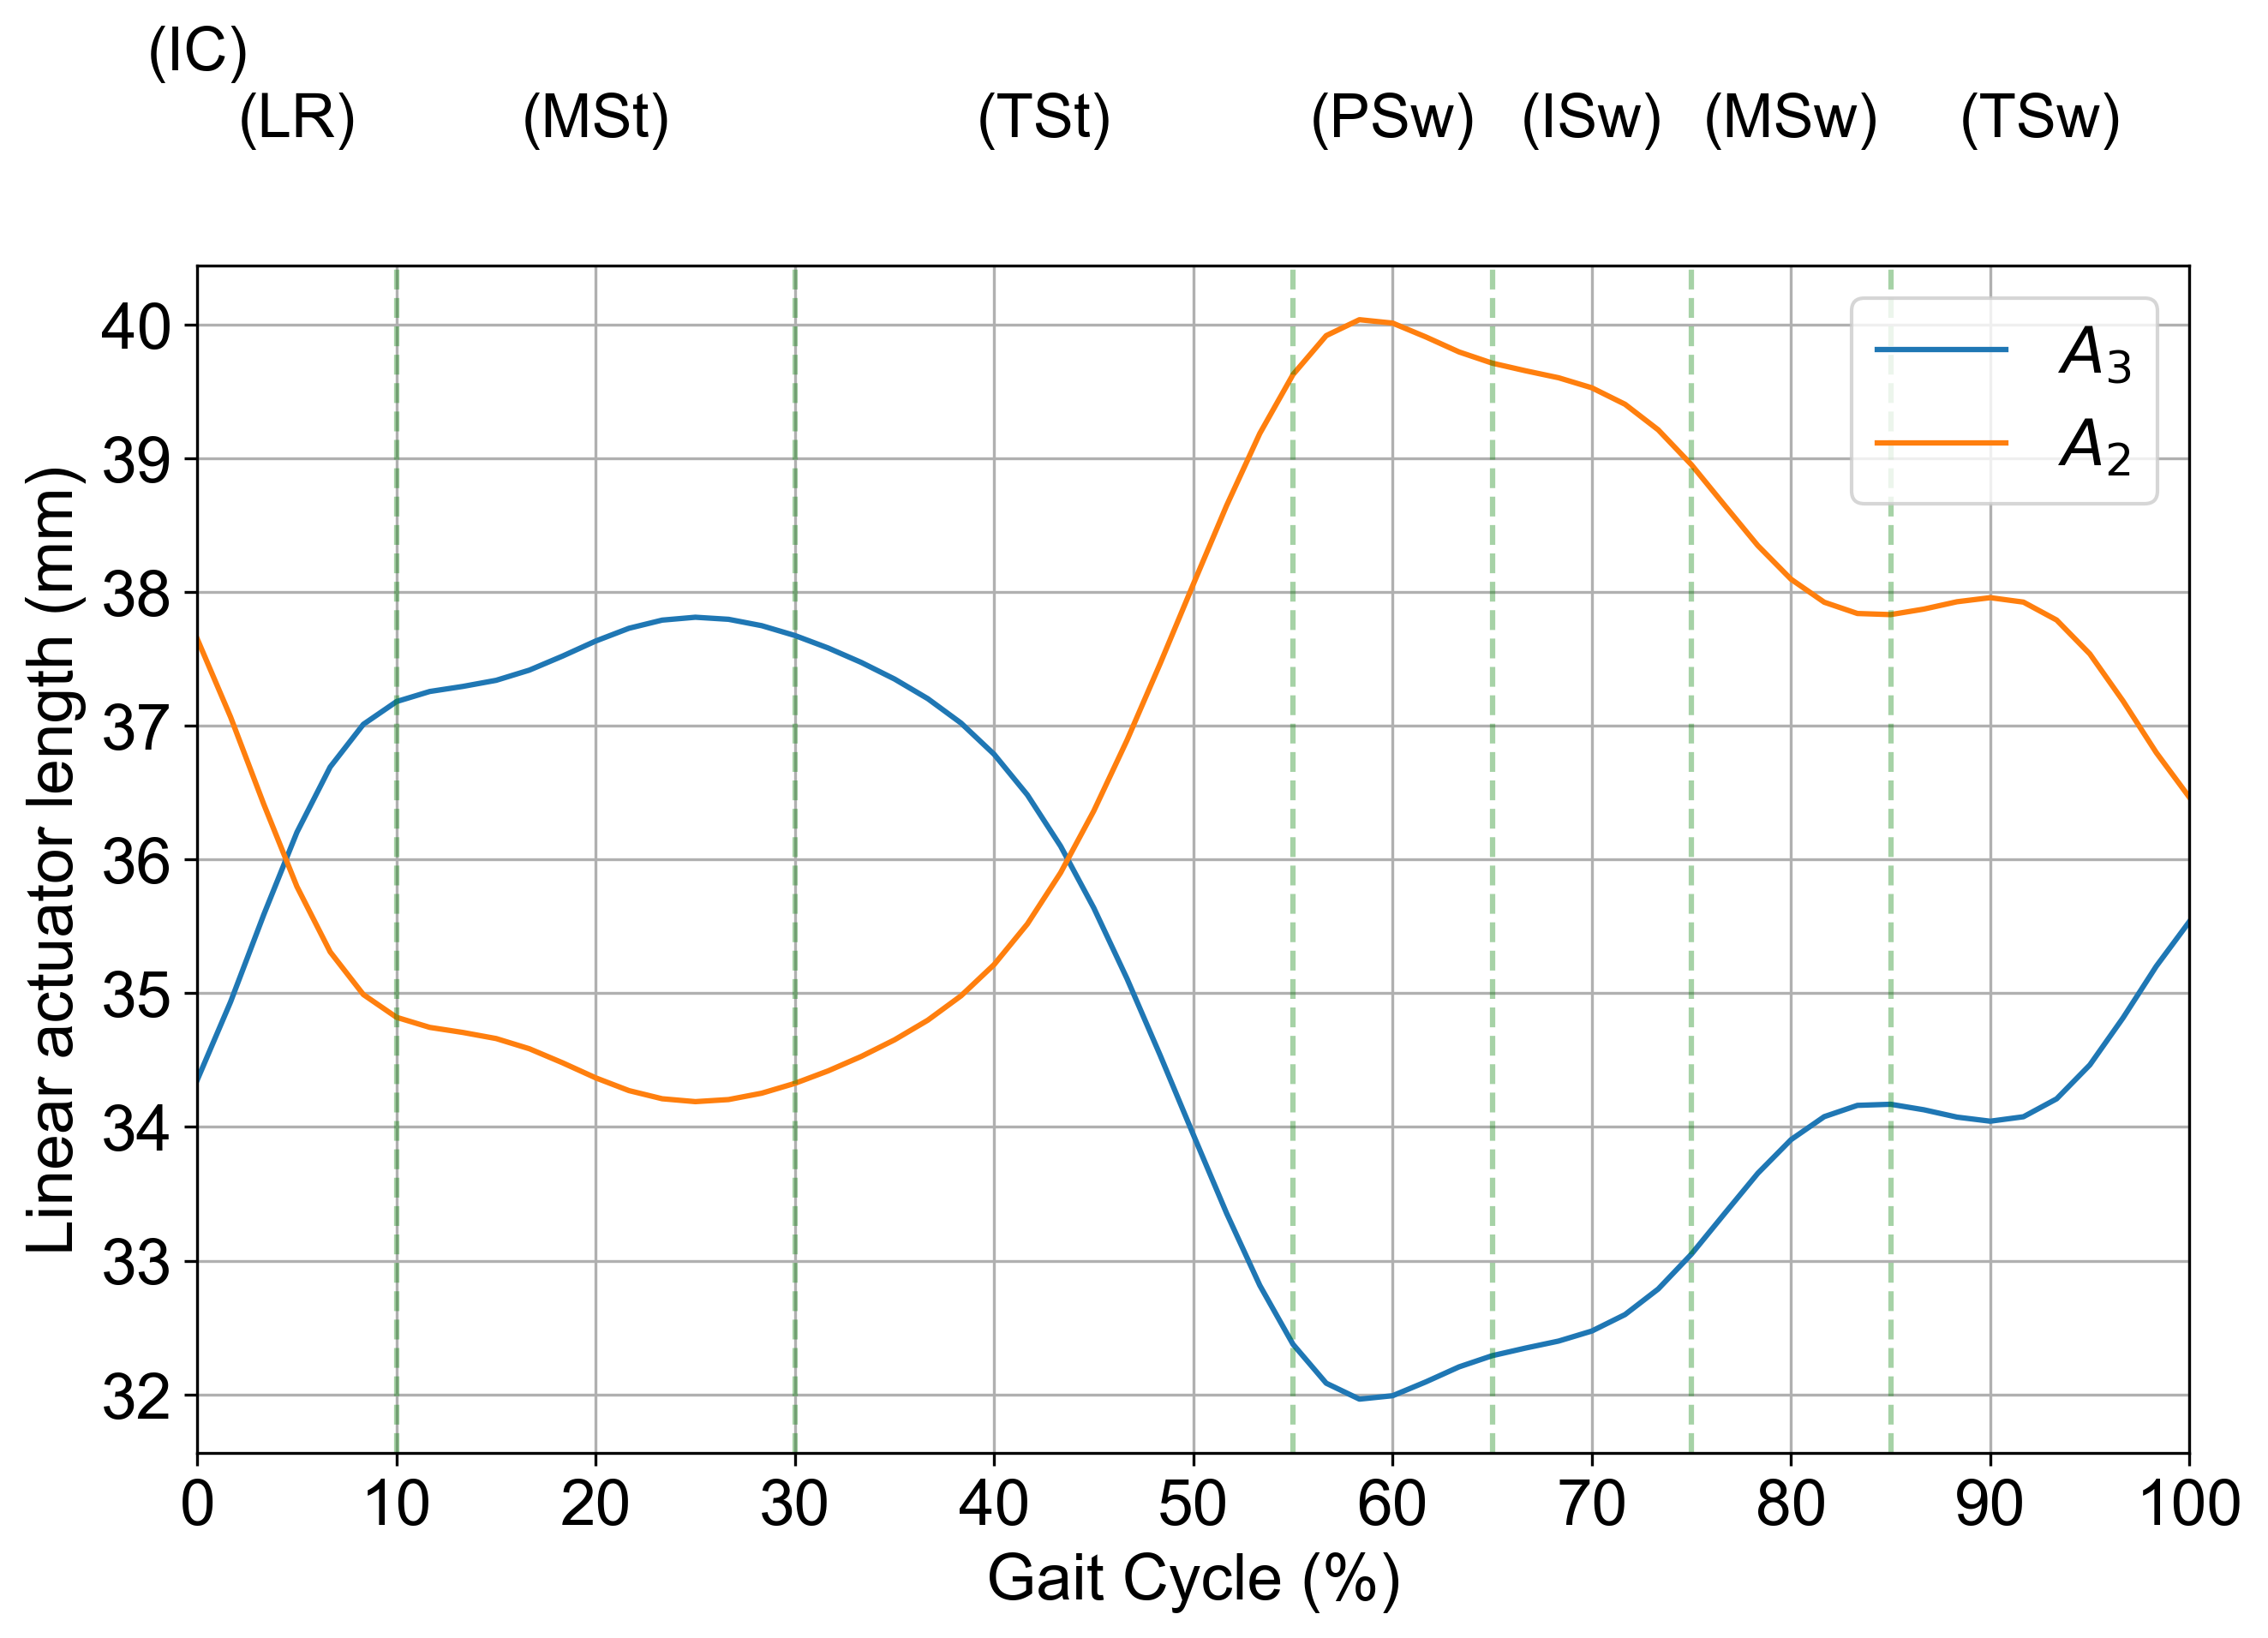 (IC)
(LR) (MSt) (TSt) (PSw) (ISw) (MSw) (TSw)
A3
A2
Linear actuator length (mm)
40
39
38
37
36
35
34
33
32
0 10 20 30 40 50 60 70 80 90 100
Gait Cycle (%)